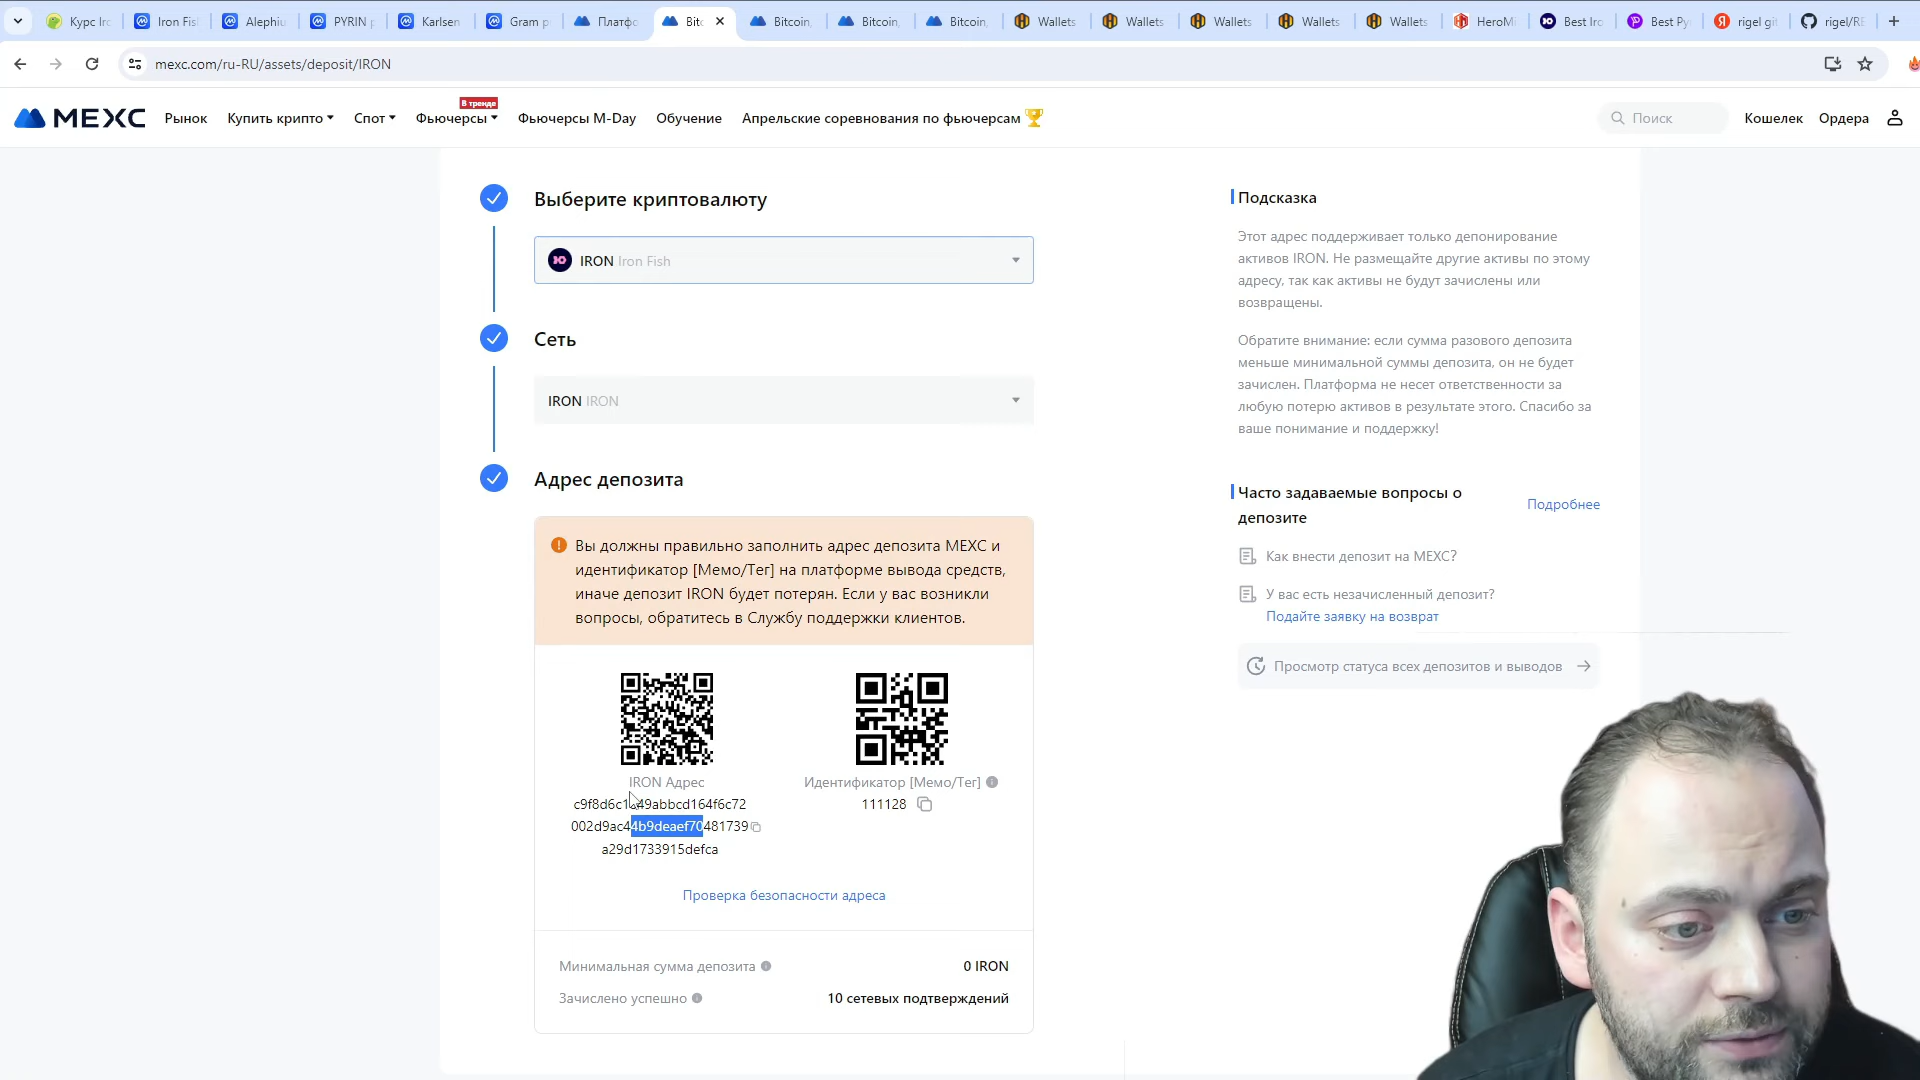 Курс Iro
Iron Fis
Alephiu
PYRIN p
Karlsen
Gram p
Платфо
Bitc
Bitcoin,
Bitcoin,
Bitcoin,
Wallets
Wallets
Wallets
Wallets
Wallets
HeroMi
Best Iro
Best Py
rigel git
rigel/RE
mexc.com/ru-RU/assets/deposit/IRON
MEXC
Рынок
Купить крипто
Спот
В тренде
Фьючерсы
Фьючерсы M-Day
Обучение
Апрельские соревнования по фьючерсам
Поиск
Кошелек
Ордера
Выберите криптовалюту
IRON Iron Fish
Сеть
IRON IRON
Адрес депозита
Вы должны правильно заполнить адрес депозита MEXC и
идентификатор [Мемо/Тег] на платформе вывода средств,
иначе депозит IRON будет потерян. Если у вас возникли
вопросы, обратитесь в Службу поддержки клиентов.
IRON Адрес
002d9ac44b9deaef70481739
a29d1733915defca
Идентификатор [Мемо/Тег]
111128
Проверка безопасности адреса
Минимальная сумма депозита
0 IRON
Зачислено успешно
10 сетевых подтверждений
Подсказка
Этот адрес поддерживает только депонирование
активов IRON. Не размещайте другие активы по этому
адресу, так как активы не будут зачислены или
возвращены.
Обратите внимание: если сумма разового депозита
меньше минимальной суммы депозита, он не будет
зачислен. Платформа не несет ответственности за
любую потерю активов в результате этого. Спасибо за
ваше понимание и поддержку!
Часто задаваемые вопросы о
депозите
Подробнее
Как внести депозит на MEXC?
У вас есть незачисленный депозит?
Подайте заявку на возврат
Просмотр статуса всех депозитов и выводов